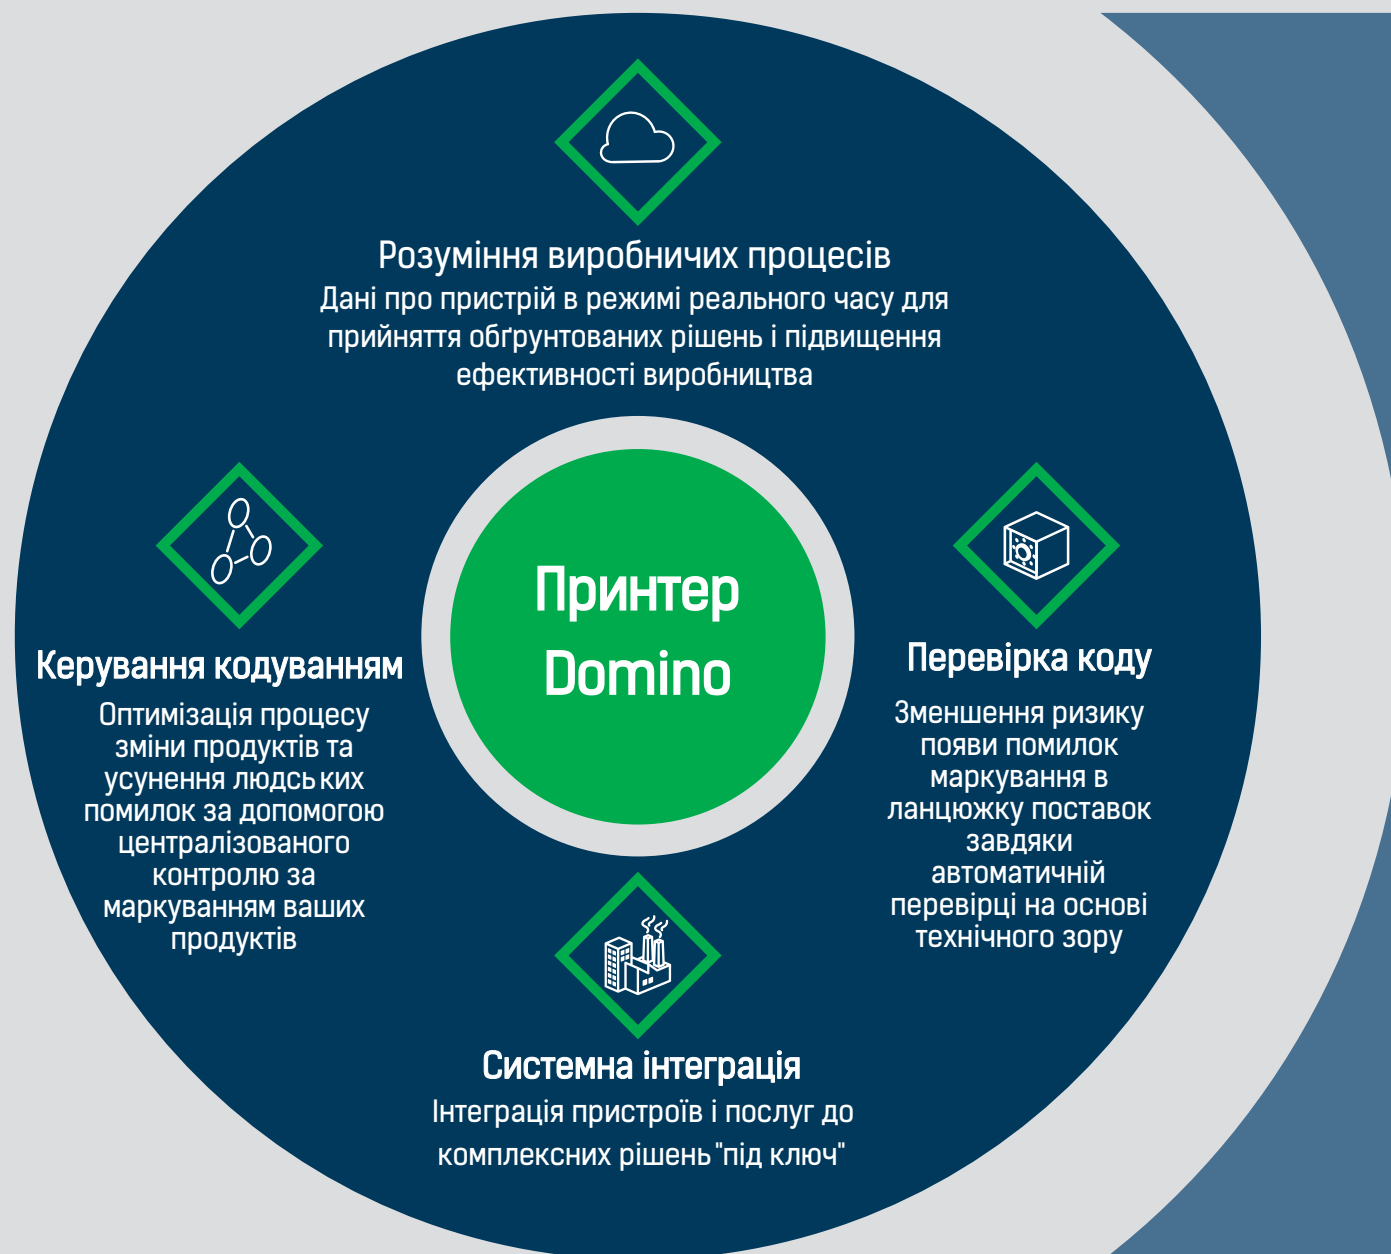 Розуміння виробничих процесів
Дані про пристрій в режимі реального часу для
прийняття обґрунтованих рішень і підвищення
ефективності виробництва
Керування кодуванням
Оптимізація процесу
зміни продуктів та
усунення людсь ких
помилок за допомогою
централізованого
контролю за
маркуванням ваших
продуктів
Принтер
Domino
Перевірка коду
Зменшення ризику
появи помилок
маркування в
ланцюжку поставок
завдяки
автоматичній
перевірці на основі
технічного зору
Системна інтеграція
Інтеграція пристроїв і послуг до
комплексних рішень "під ключ"